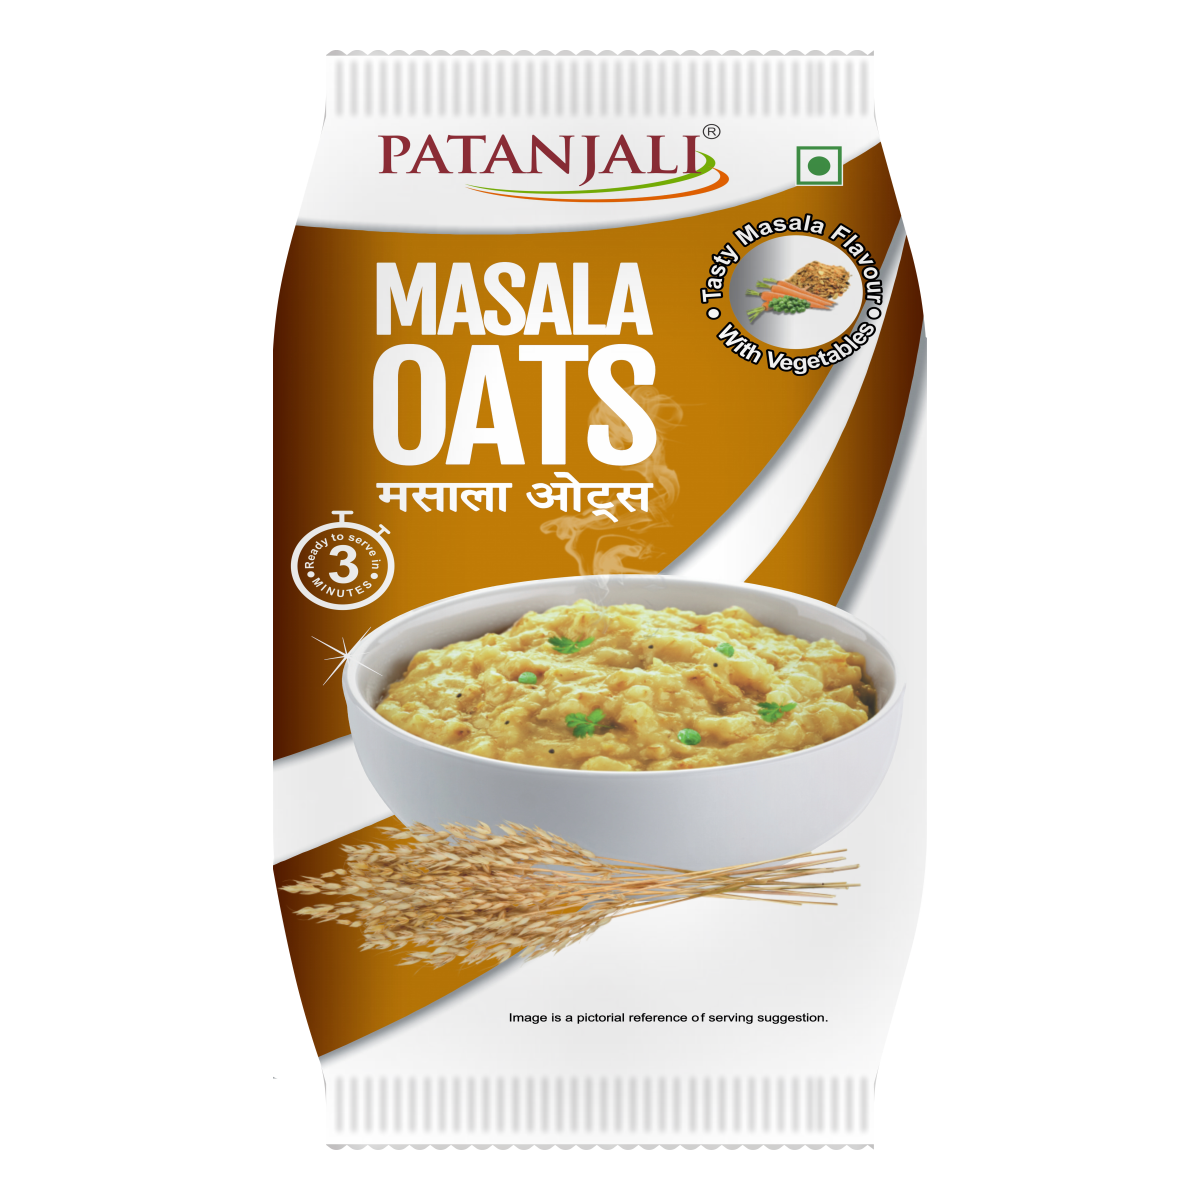 PATANJALI®
Tasty Masala Flavour
With Vegetables
MASALA
OATS
मसाला ओट्स
Ready to serve in
3
MINUTES
Image is a pictorial reference of serving suggestion.